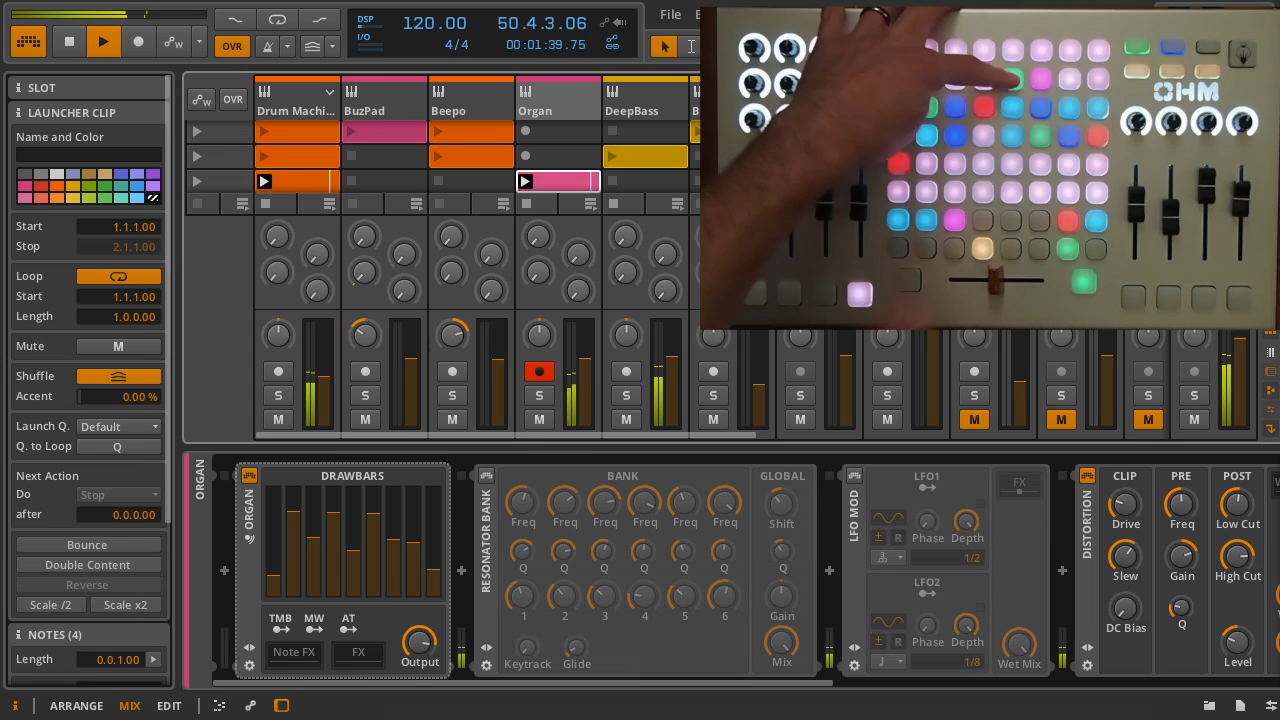 DSP
I/O
120.00
50.4.3.06
4/4
00:01:39.75
File
OVR
SLOT
LAUNCHER CLIP
Name and Color
Start 1.1.1.00
Stop 2.1.1.00
Loop
Start 1.1.1.00
Length 1.0.0.00
Mute M
Shuffle
Accent 0.00 %
Launch Q. Default
Q. to Loop Q
Next Action
Do Stop
after 0.0.0.00
Bounce
Double Content
Reverse
Scale /2 Scale x2
NOTES (4)
Length 0.0.1.00
OVR
Drum Machi... BuzPad Beepo Organ DeepBass
OHM
S S S S S S S S S S S
M M M M M M M M M M M
ORGAN
ORGAN
DRAWBARS
TMB MW AT
Note FX FX Output
RESONATOR BANK
BANK GLOBAL
Freq Freq Freq Freq Freq Freq Shift
Q Q Q Q Q Q Q
1 2 3 4 5 6 Gain
Keytrack Glide Mix
LFO MOD
LFO1 FX
± R Phase Depth
1/2
LFO2
± R Phase Depth
1/8 Wet Mix
DISTORTION
CLIP PRE POST
Drive Freq Low Cut
Slew Gain High Cut
DC Bias Q Level
ARRANGE MIX EDIT